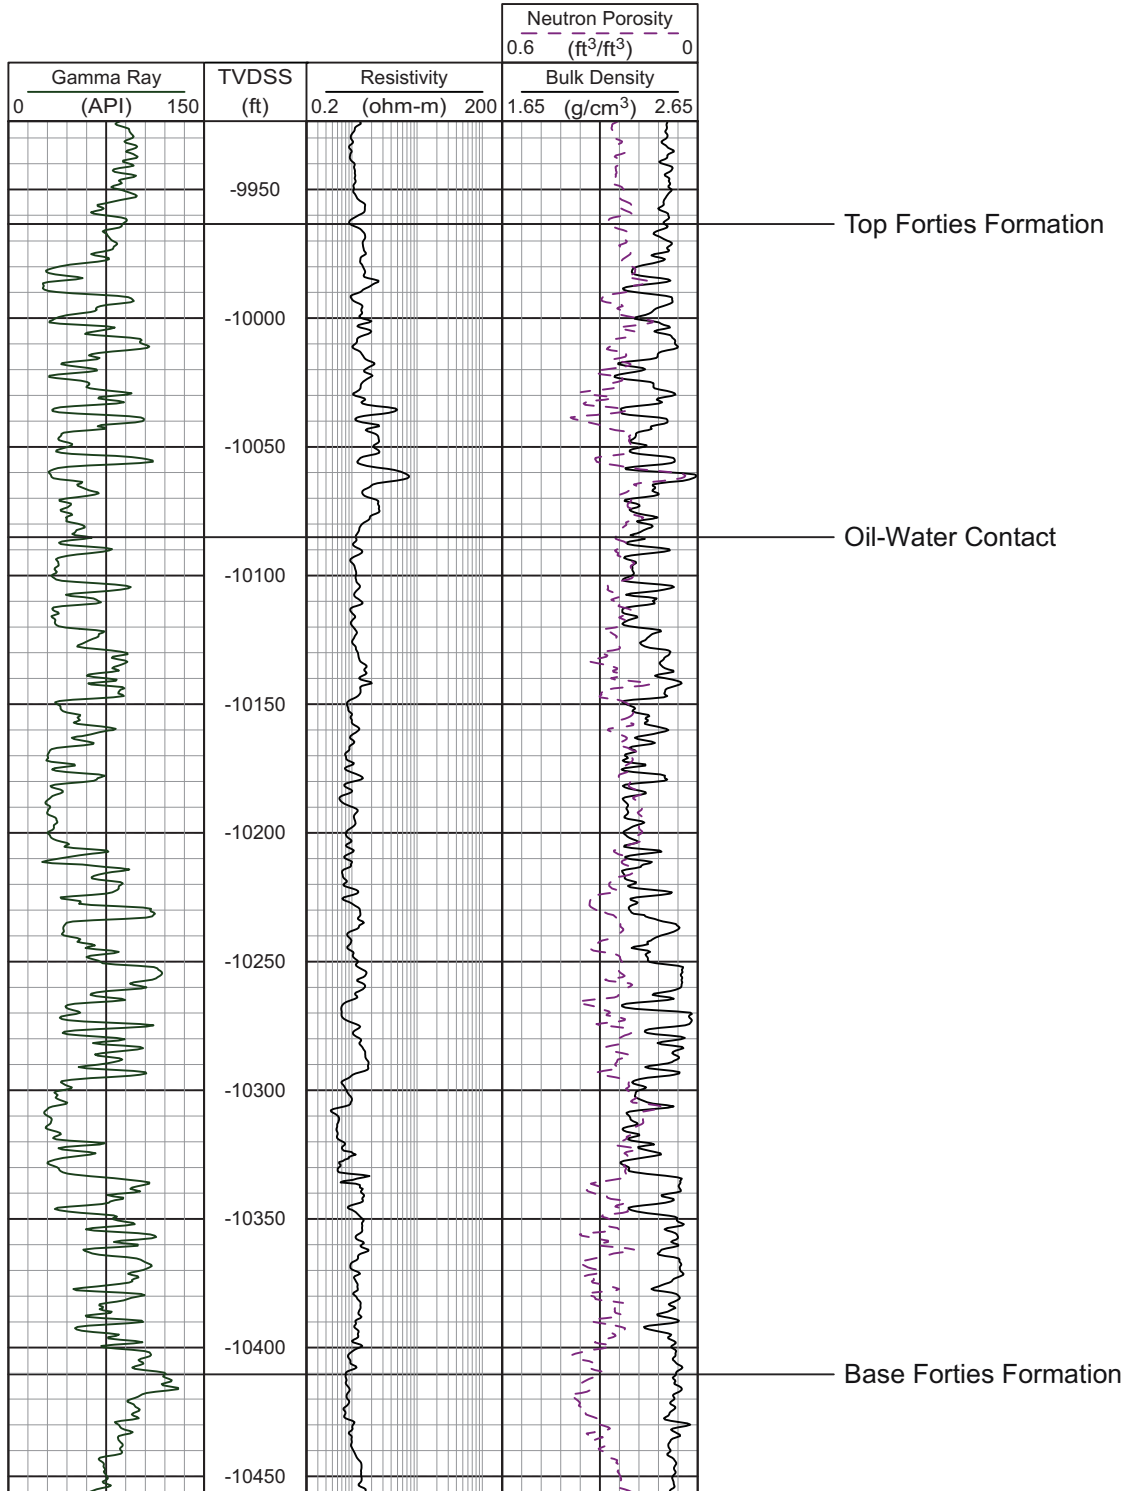 Neutron Porosity
0.6 (ft³/ft³) 0
Gamma Ray TVDSS Resistivity Bulk Density
0 (API) 150 (ft) 0.2 (ohm-m) 200 1.65 (g/cm³) 2.65
-9950
Top Forties Formation
-10000
-10050
Oil-Water Contact
-10100
-10150
-10200
-10250
-10300
-10350
-10400
Base Forties Formation
-10450